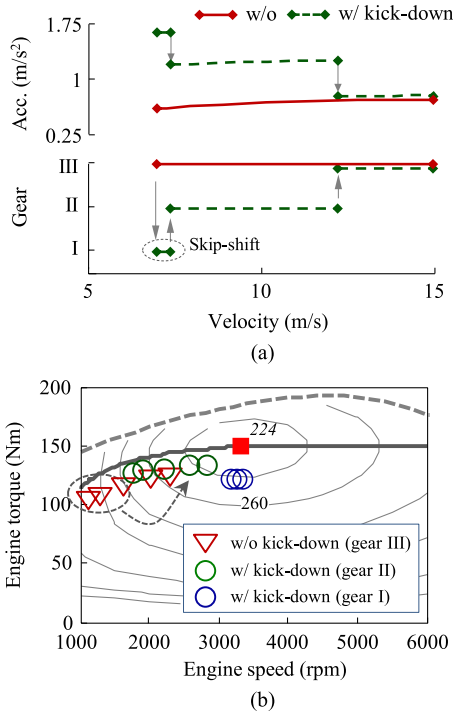 w/o w/ kick-down
1.75
1
0.25
Acc. (m/s²)
III
II
I
Gear
Skip-shift
5 10 15
Velocity (m/s)
(a)
200
150
100
50
0
Engine torque (Nm)
224
260
w/o kick-down (gear III)
w/ kick-down (gear II)
w/ kick-down (gear I)
1000 2000 3000 4000 5000 6000
Engine speed (rpm)
(b)